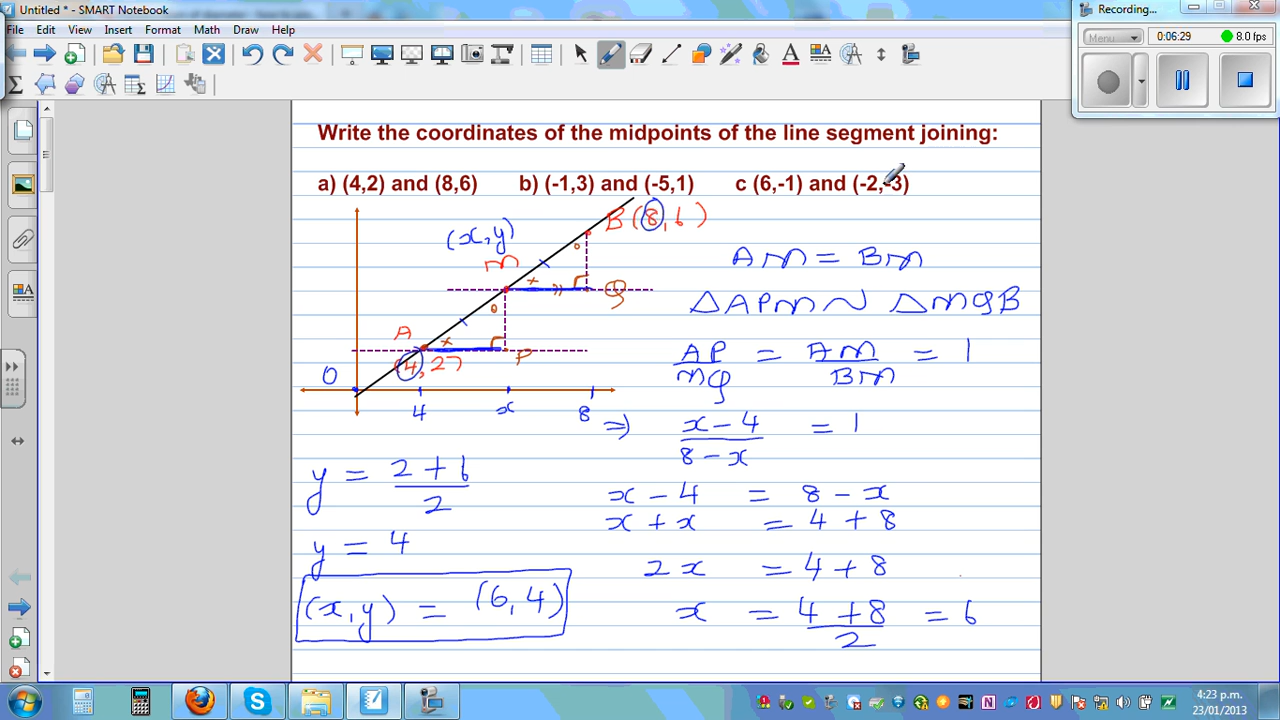 Untitled * - SMART Notebook
Recording...
File Edit View Insert Format Math Draw Help
Menu
0:06:29
8.0 fps
Write the coordinates of the midpoints of the line segment joining:
a) (4,2) and (8,6) b) (-1,3) and (-5,1) c (6,-1) and (-2,-3)
(x,y)
B (8,6)
M
AM = BM
Q
△APM ~ △MQB
A
(4,2)
P
AP/MQ = AM/BM = 1
O
4 x 8
⇒ x-4/8-x = 1
y = 2+6/2
x-4 = 8-x
x+x = 4+8
y = 4
2x = 4+8
(x,y) = (6,4)
x = 4+8/2 = 6
4:23 p.m.
23/01/2013